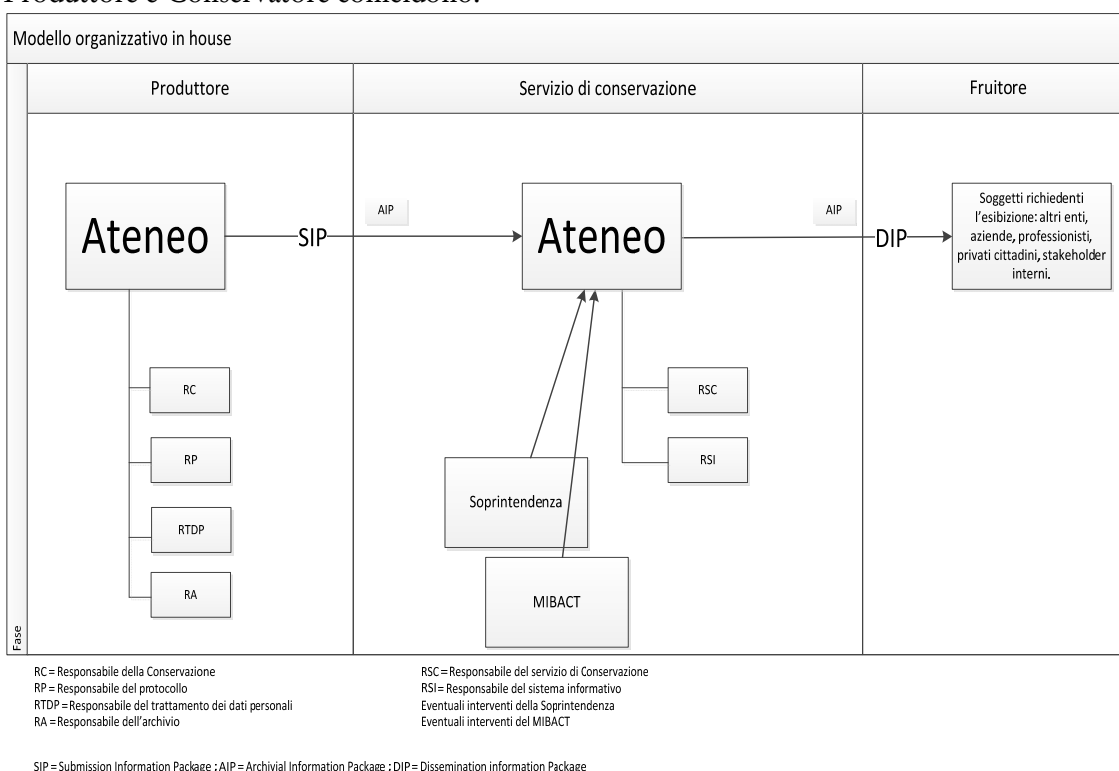 Produttore e Conservatore coincidono.
Modello organizzativo in house
Produttore
Servizio di conservazione
Fruitore
Ateneo
SIP
AIP
Ateneo
AIP
DIP
Soggetti richiedenti
l'esibizione: altri enti,
aziende, professionisti,
privati cittadini, stakeholder
interni.
RC
RP
RTDP
RA
RSC
RSI
Soprintendenza
MIBACT
Fase
RC = Responsabile della Conservazione
RP = Responsabile del protocollo
RTDP = Responsabile del trattamento dei dati personali
RA = Responsabile dell'archivio
RSC = Responsabile del servizio di Conservazione
RSI = Responsabile del sistema informativo
Eventuali interventi della Soprintendenza
Eventuali interventi del MIBACT
SIP = Submission Information Package ; AIP = Archivial Information Package ; DIP = Dissemination information Package